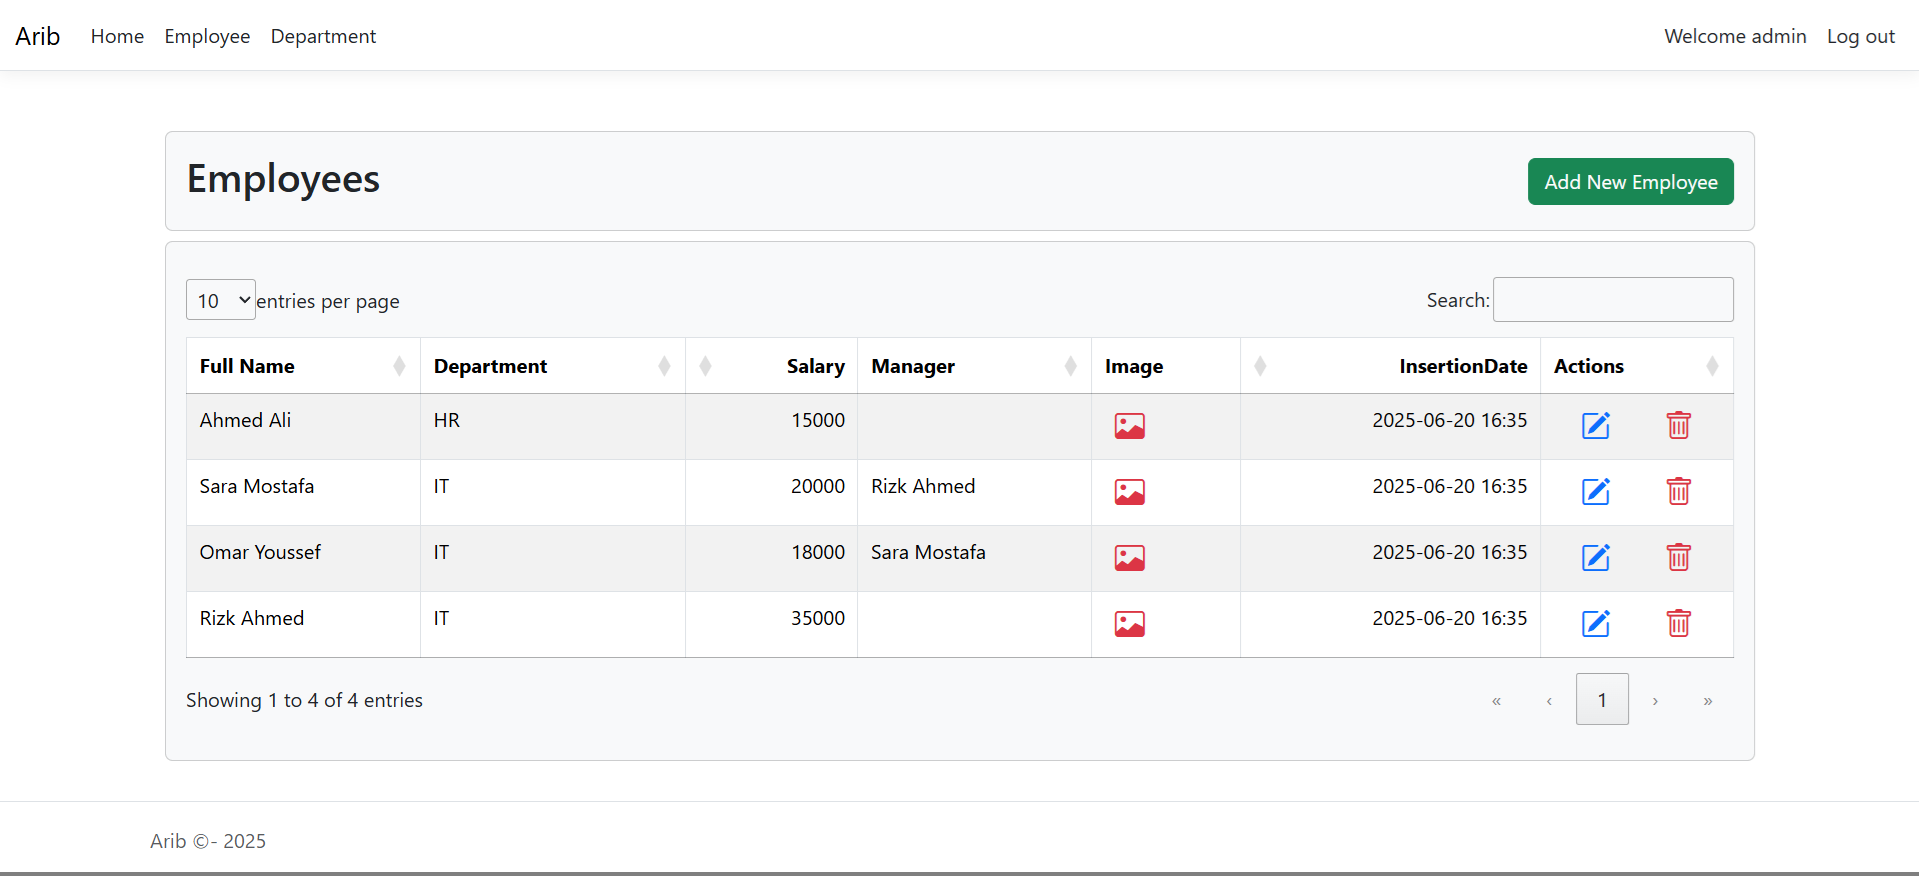 Arib Home Employee Department Welcome admin Log out
Employees Add New Employee
10 entries per page Search:
Full Name Department Salary Manager Image InsertionDate Actions
Ahmed Ali HR 15000 2025-06-20 16:35
Sara Mostafa IT 20000 Rizk Ahmed 2025-06-20 16:35
Omar Youssef IT 18000 Sara Mostafa 2025-06-20 16:35
Rizk Ahmed IT 35000 2025-06-20 16:35
Showing 1 to 4 of 4 entries « ‹ 1 › »
Arib ©- 2025